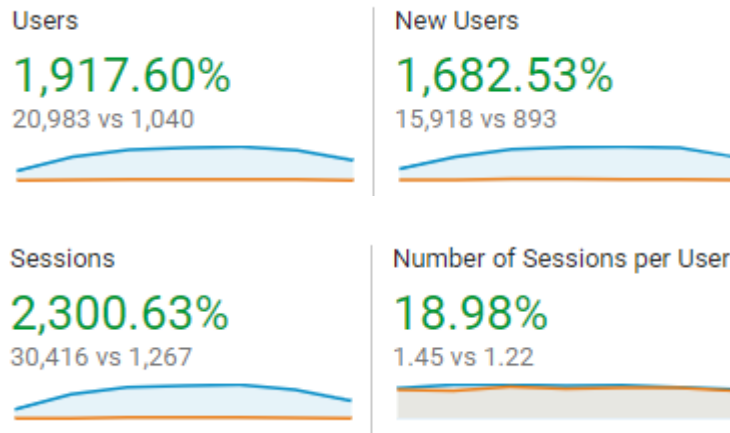 Users
1,917.60%
20,983 vs 1,040
New Users
1,682.53%
15,918 vs 893
Sessions
2,300.63%
30,416 vs 1,267
Number of Sessions per User
18.98%
1.45 vs 1.22